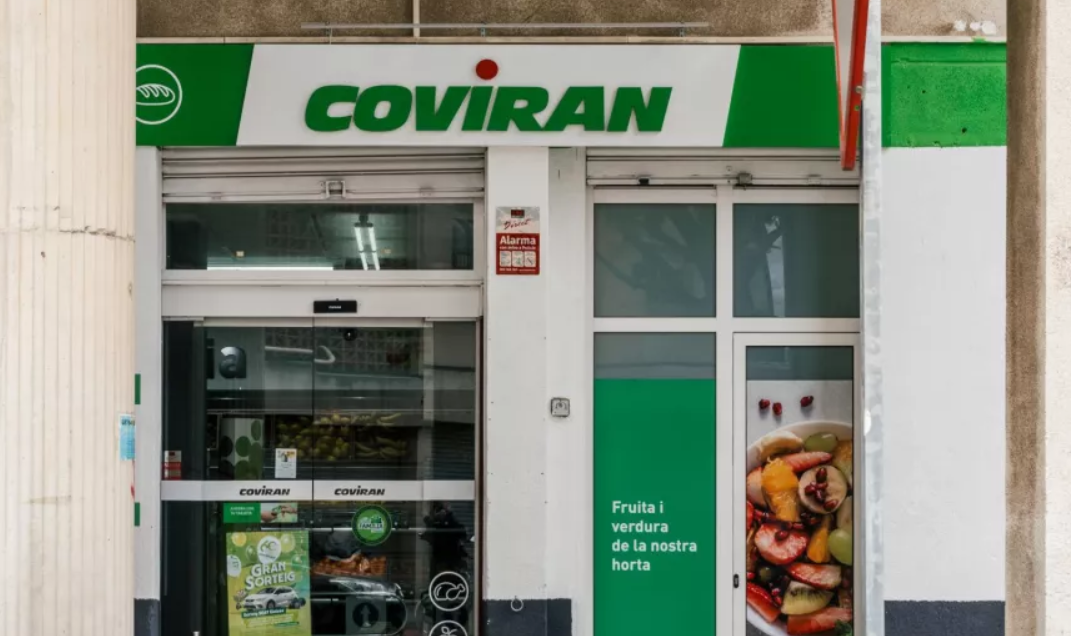 COVIRAN
Alarma
COVIRAN
COVIRAN
GRAN
SORTEIG
Fruita i
verdura
de la nostra
horta